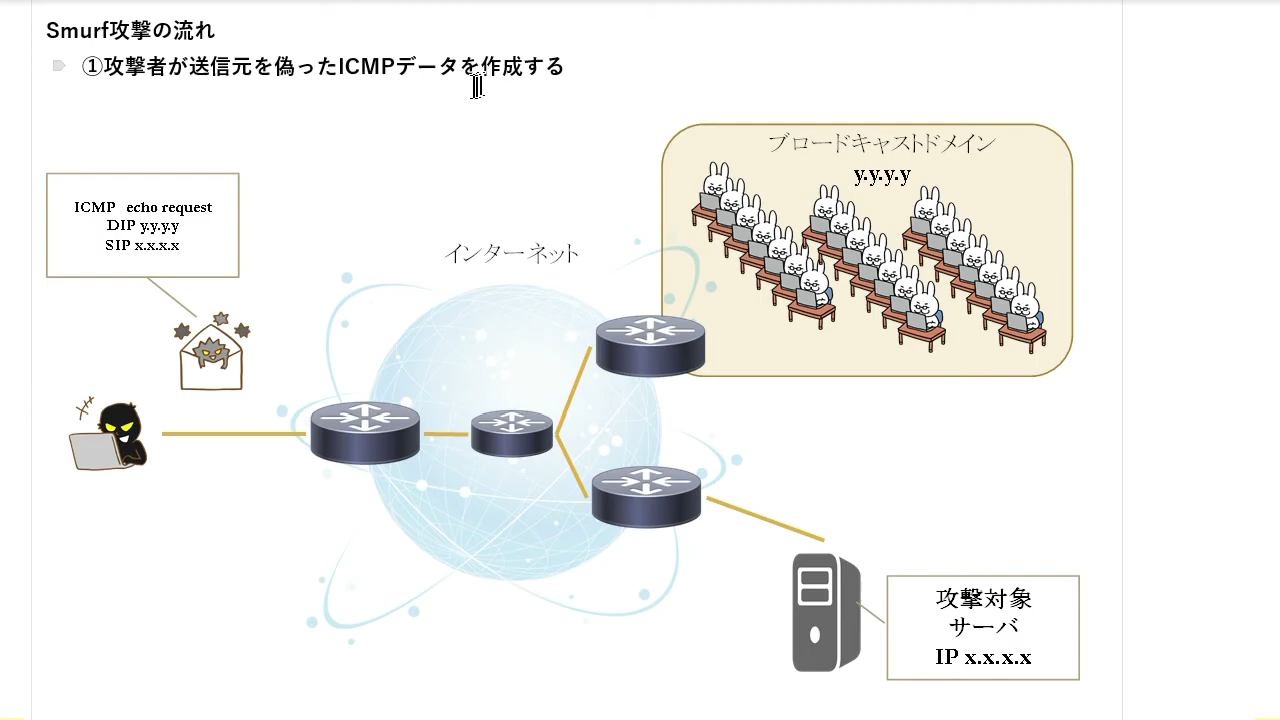 Smurf攻撃の流れ
①攻撃者が送信元を偽ったICMPデータを作成する
ブロードキャストドメイン
y.y.y.y
ICMP echo request
DIP y.y.y.y
SIP x.x.x.x
インターネット
攻撃対象
サーバ
IP x.x.x.x